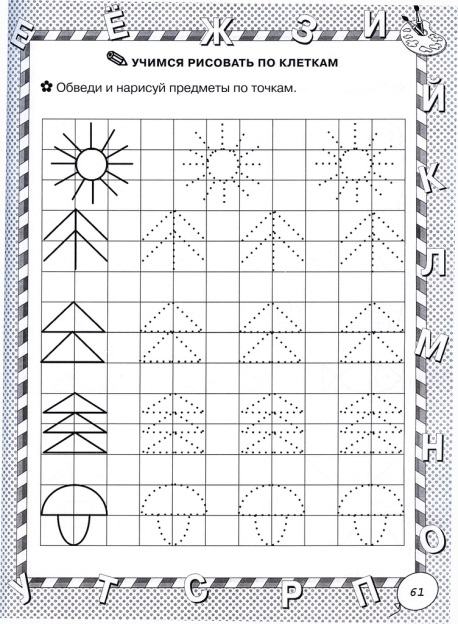 Е Ё Ж З И
УЧИМСЯ РИСОВАТЬ ПО КЛЕТКАМ
Обведи и нарисуй предметы по точкам.
Й
К
Л
М
Н
О
У Т С Р П
61